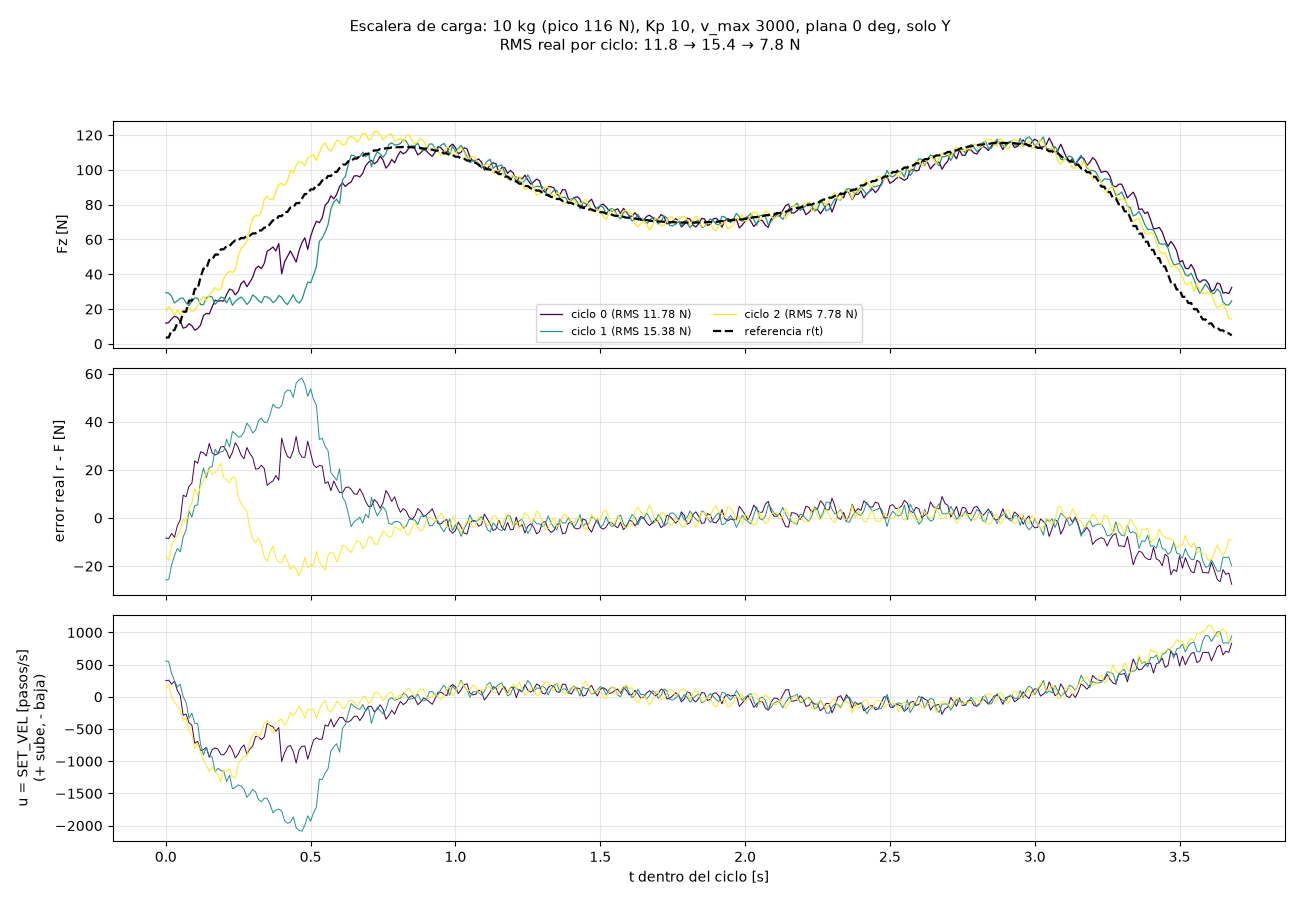 Escalera de carga: 10 kg (pico 116 N), Kp 10, v_max 3000, plana 0 deg, solo Y
RMS real por ciclo: 11.8 → 15.4 → 7.8 N
Fz [N]
120
100
80
60
40
20
0
ciclo 0 (RMS 11.78 N)
ciclo 1 (RMS 15.38 N)
ciclo 2 (RMS 7.78 N)
referencia r(t)
error real r - F [N]
60
40
20
0
−20
u = SET_VEL [pasos/s]
(+ sube, - baja)
1000
500
0
−500
−1000
−1500
−2000
0.0 0.5 1.0 1.5 2.0 2.5 3.0 3.5
t dentro del ciclo [s]